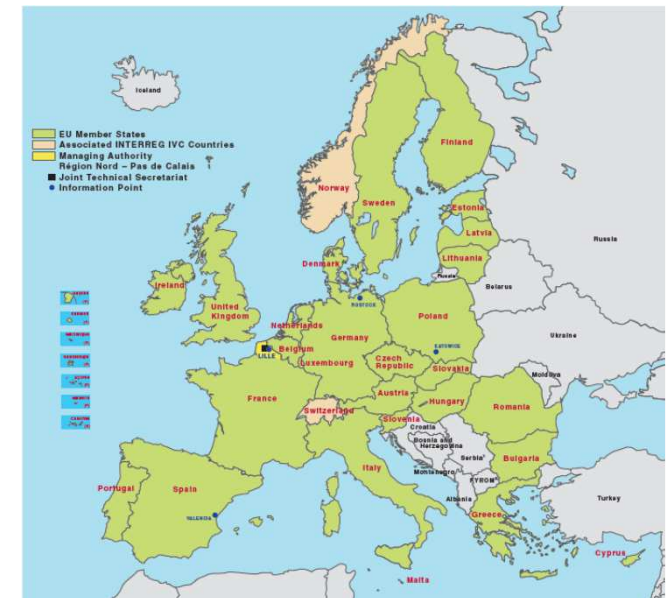 Iceland
EU Member States
Associated INTERREG IVC Countries
Managing Authority
Région Nord – Pas de Calais
Joint Technical Secretariat
Information Point
Norway
Sweden
Finland
Estonia
Latvia
Lithuania
Russia
Russia
Belarus
Denmark
Ireland
United
Kingdom
ROSTOCK
Netherlands
Poland
Ukraine
Germany
Belgium
LILLE
Luxembourg
KATOWICE
Czech
Republic
Slovakia
Moldova
France
Austria
Hungary
Switzerland
Romania
Slovenia
Croatia
Bosnia and
Herzegovina
Serbia
Bulgaria
Italy
Montenegro
FYROM
Albania
Portugal
Spain
Turkey
VALENCIA
Greece
Cyprus
Malta